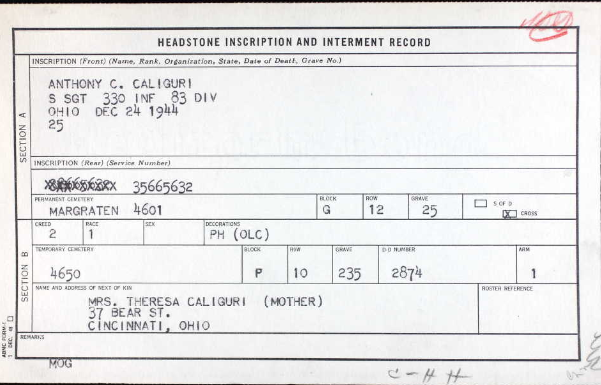 HEADSTONE INSCRIPTION AND INTERMENT RECORD
SECTION A
INSCRIPTION (Front) (Name, Rank, Organization, State, Date of Death, Grave No.)
ANTHONY C. CALIGURI
S SGT 330 INF 83 DIV
OHIO DEC 24 1944
25
INSCRIPTION (Rear) (Service Number)
35665632
PERMANENT CEMETERY BLOCK ROW GRAVE
MARGRATEN 4601 G 12 25
S OF D
X CROSS
SECTION B
CREED RACE SEX DECORATIONS
2 1 PH (OLC)
TEMPORARY CEMETERY BLOCK ROW GRAVE D-D NUMBER ARM
4650 P 10 235 2874 1
NAME AND ADDRESS OF NEXT OF KIN ROSTER REFERENCE
MRS. THERESA CALIGURI (MOTHER)
37 BEAR ST.
CINCINNATI, OHIO
REMARKS
MOG
C-HH